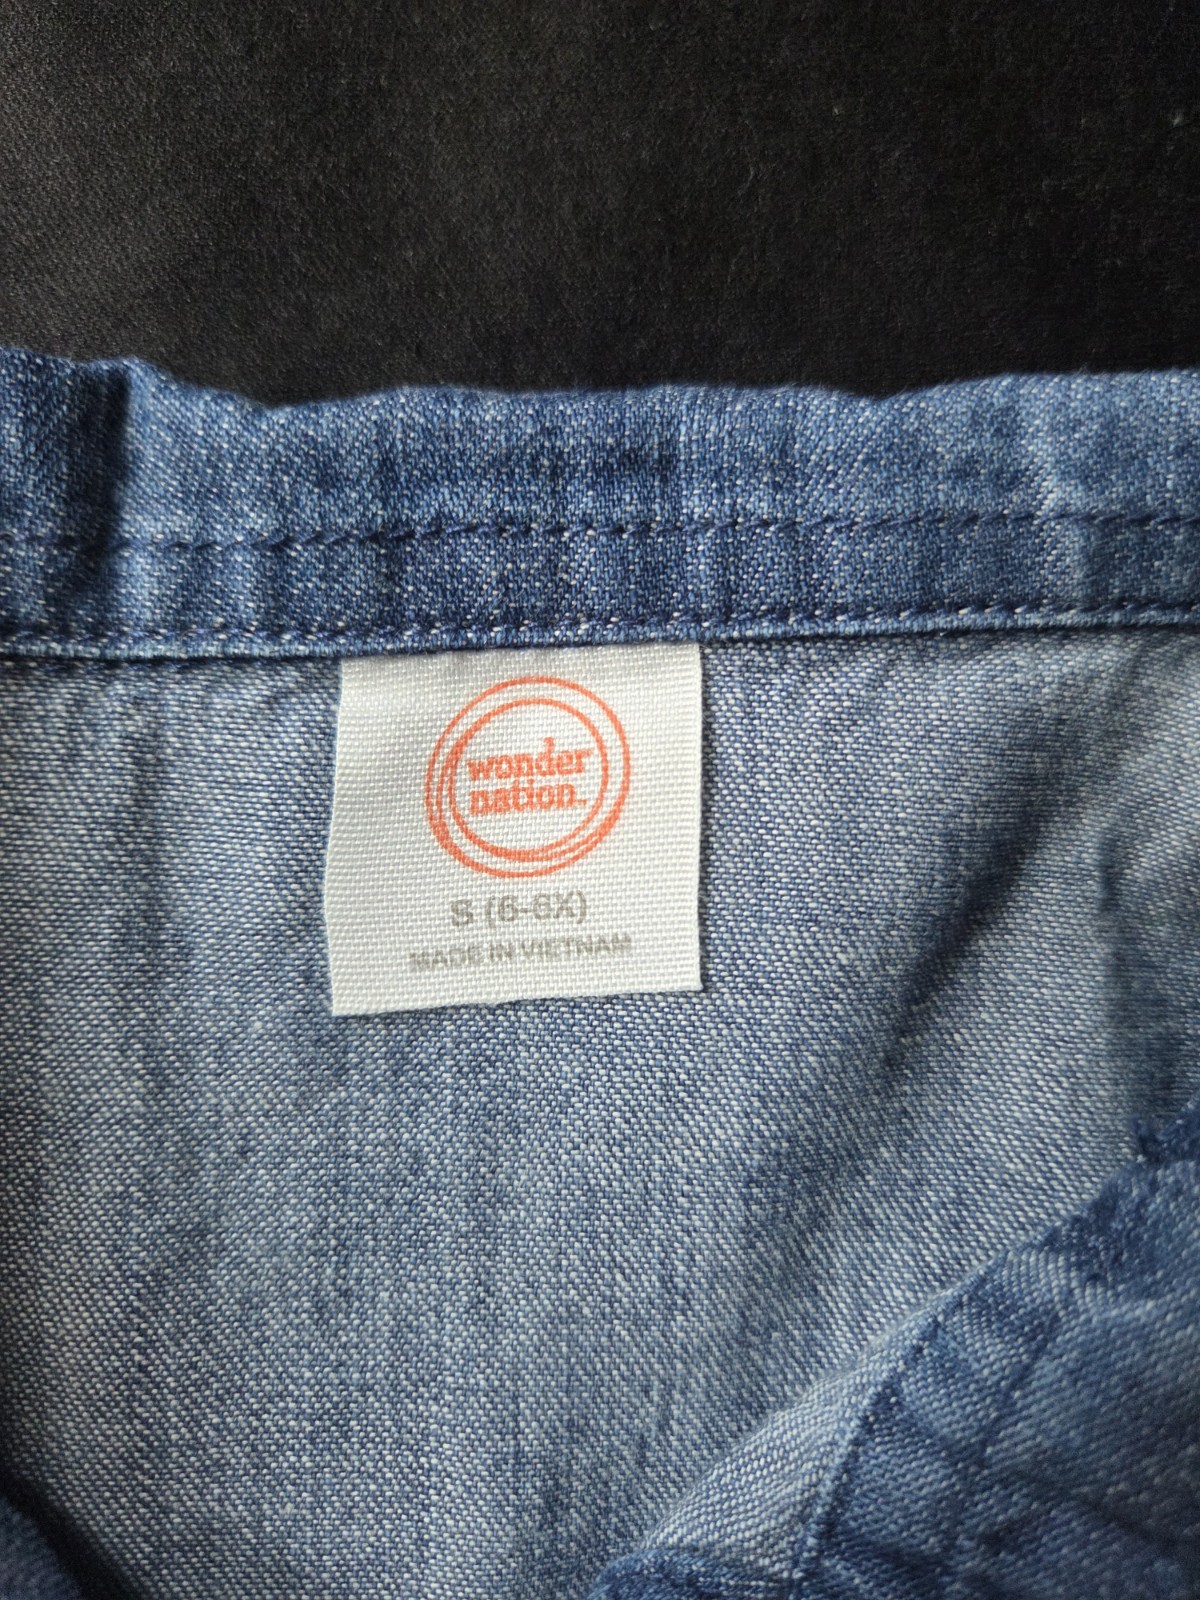 wonder
nation.
S (6-6X)
MADE IN VIETNAM